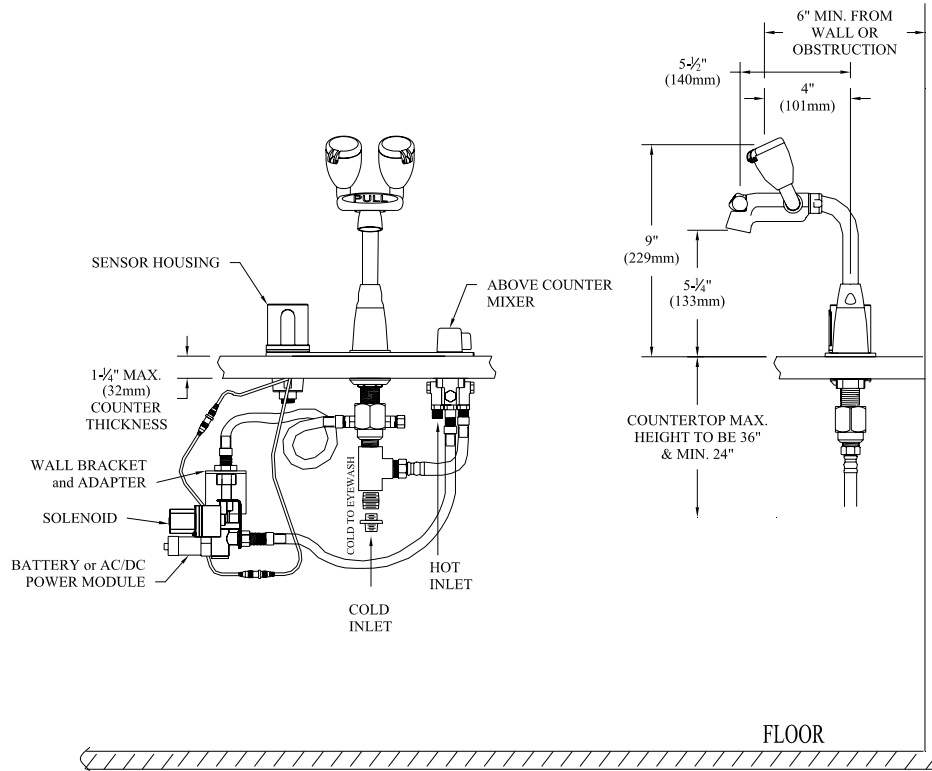 6" MIN. FROM
WALL OR
OBSTRUCTION
5-½"
(140mm)
4"
(101mm)
PULL
9"
(229mm)
5-¼"
(133mm)
SENSOR HOUSING
ABOVE COUNTER
MIXER
1-¼" MAX.
(32mm)
COUNTER
THICKNESS
COUNTERTOP MAX.
HEIGHT TO BE 36"
& MIN. 24"
WALL BRACKET
and ADAPTER
SOLENOID
BATTERY or AC/DC
POWER MODULE
COLD TO EYEWASH
HOT
INLET
COLD
INLET
FLOOR